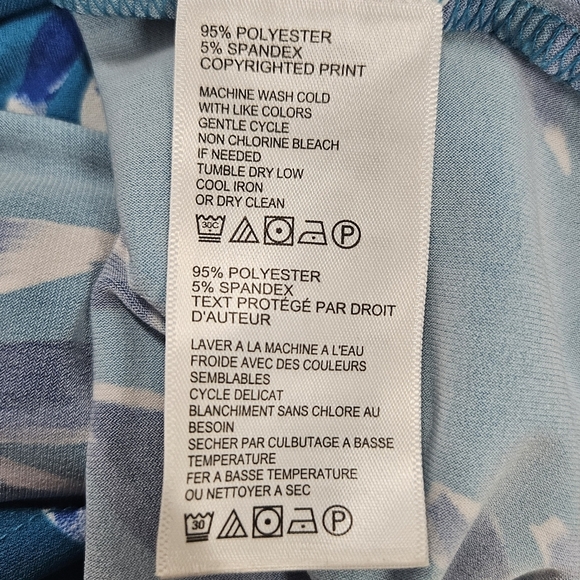 95% POLYESTER
5% SPANDEX
COPYRIGHTED PRINT
MACHINE WASH COLD
WITH LIKE COLORS
GENTLE CYCLE
NON CHLORINE BLEACH
IF NEEDED
TUMBLE DRY LOW
COOL IRON
OR DRY CLEAN
30C P
95% POLYESTER
5% SPANDEX
TEXT PROTÉGÉ PAR DROIT
D'AUTEUR
LAVER A LA MACHINE A L'EAU
FROIDE AVEC DES COULEURS
SEMBLABLES
CYCLE DELICAT
BLANCHIMENT SANS CHLORE AU
BESOIN
SECHER PAR CULBUTAGE A BASSE
TEMPERATURE
FER A BASSE TEMPERATURE
OU NETTOYER A SEC
30 P